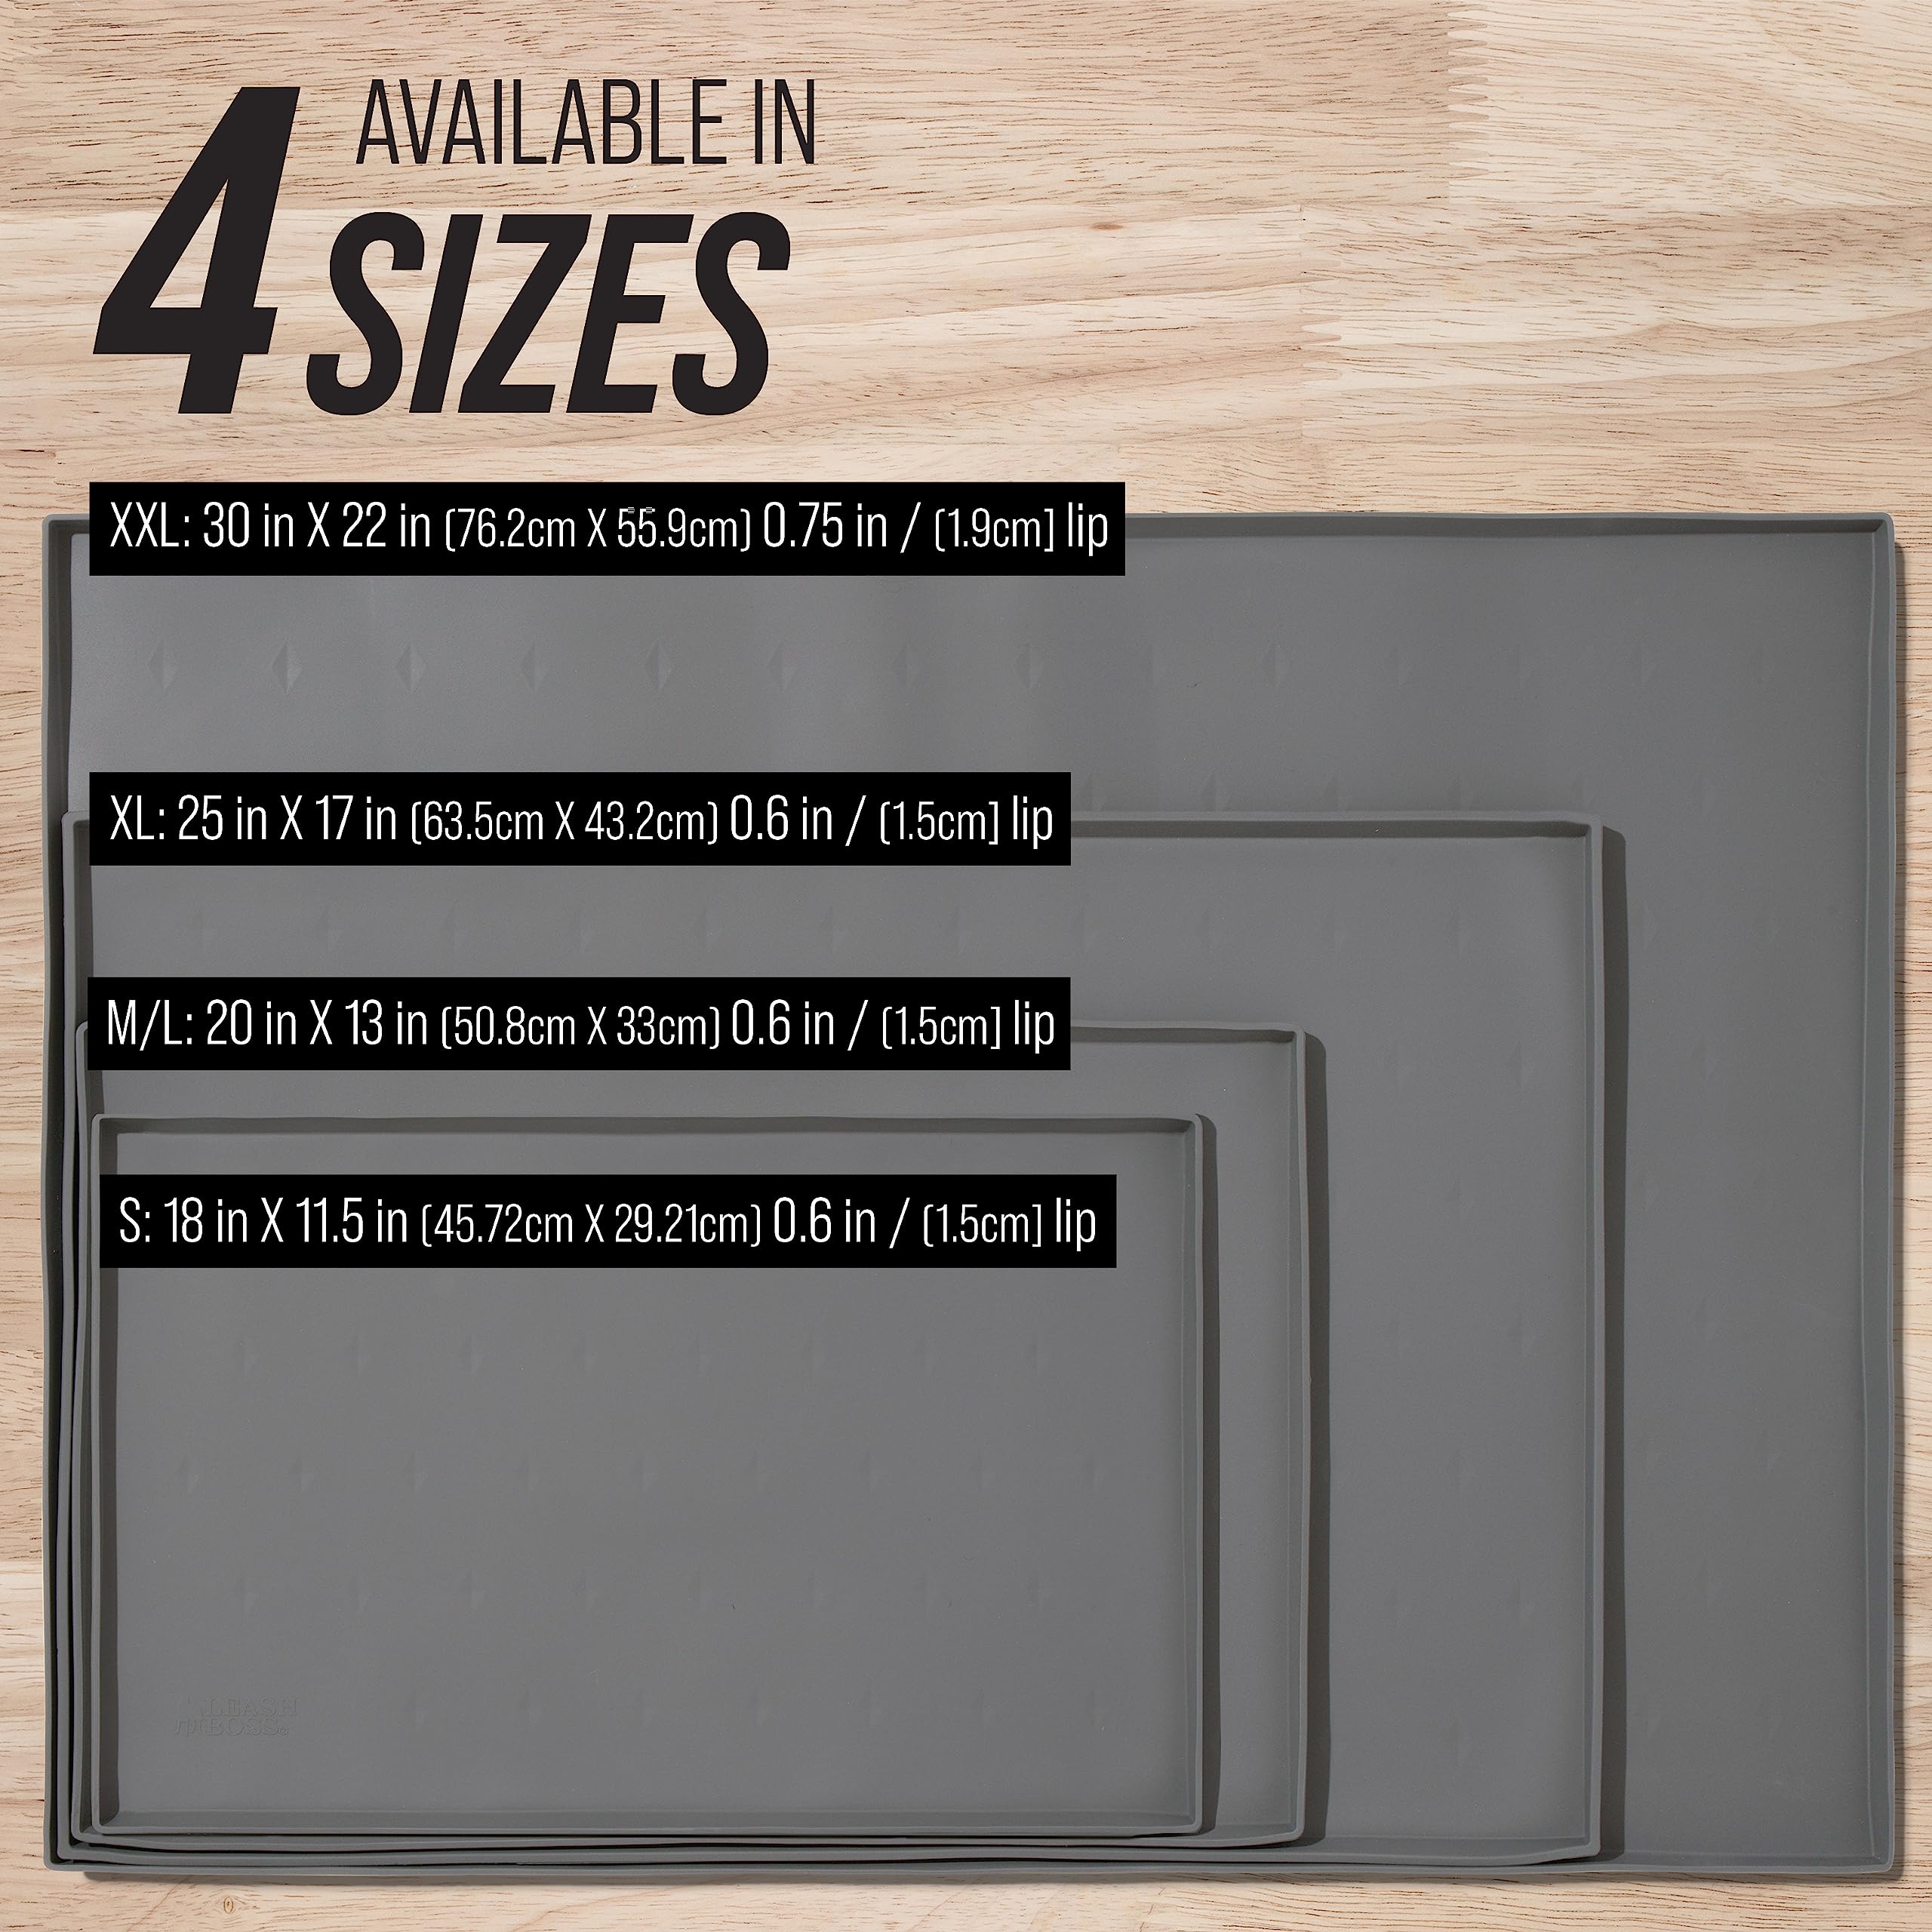 AVAILABLE IN
4 SIZES
XXL: 30 in X 22 in (76.2cm X 55.9cm) 0.75 in / (1.9cm] lip
XL: 25 in X 17 in (63.5cm X 43.2cm) 0.6 in / (1.5cm] lip
M/L: 20 in X 13 in (50.8cm X 33cm) 0.6 in / (1.5cm] lip
S: 18 in X 11.5 in (45.72cm X 29.21cm) 0.6 in / (1.5cm] lip
LEASH
BOSS